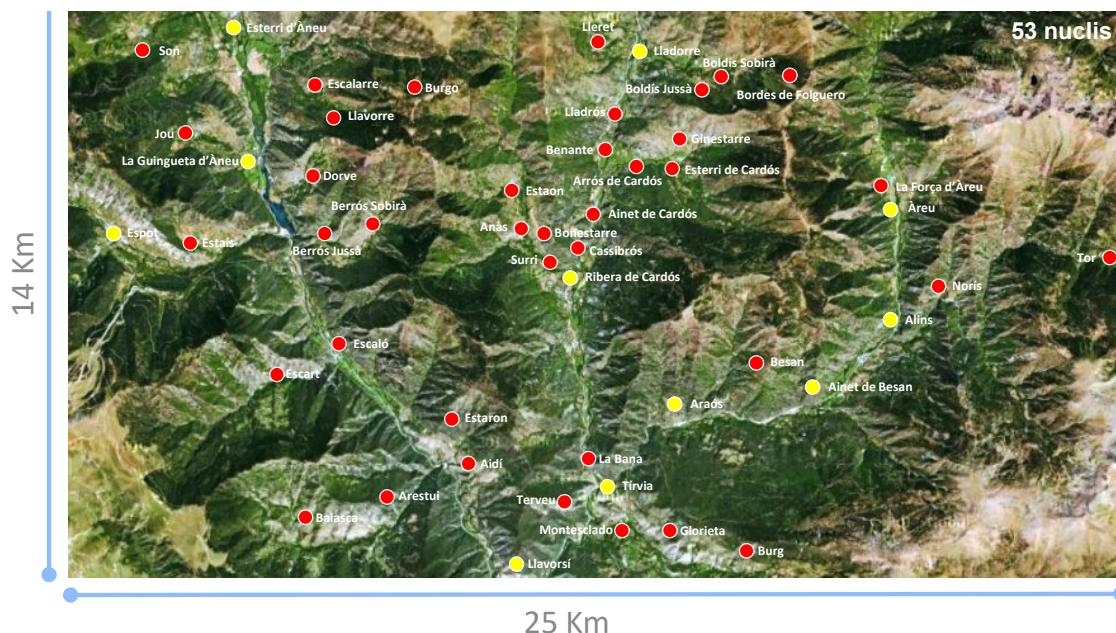 53 nuclis
Esterri d'Àneu
Lleret
Son
Lladorre
Boldís Sobirà
Escalarre
Burgo
Boldís Jussà
Bordes de Folguero
Lladrós
Llavorre
Jou
Ginestarre
Benante
La Guingueta d'Àneu
Arrós de Cardós
Esterri de Cardós
Dorve
Estaon
La Força d'Àreu
Àreu
Berrós Sobirà
Ainet de Cardós
Anàs
Bonestarre
Espot
Estais
Berrós Jussà
Cassibrós
Surri
Tor
Ribera de Cardós
Norís
Alins
14 Km
Escaló
Besan
Escart
Ainet de Besan
Araós
Estaron
La Bana
Aidí
Tírvia
Arestui
Terveu
Baiasca
Montesclado
Glorieta
Burg
Llavorsí
25 Km